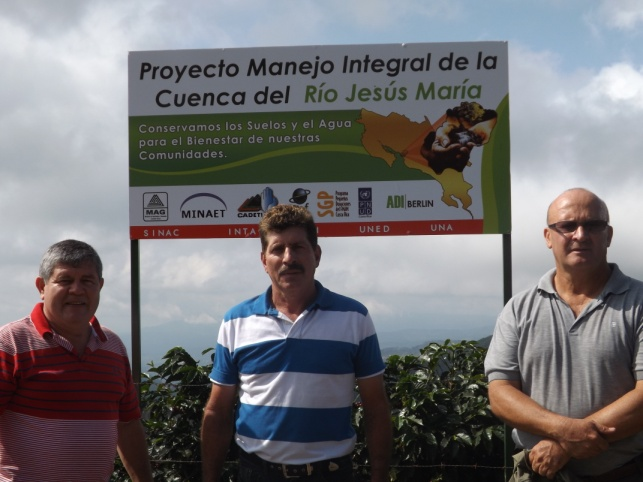 Proyecto Manejo Integral de la
Cuenca del Río Jesús María
Conservamos los Suelos y el Agua
para el Bienestar de nuestras
Comunidades.
MAG MINAET CADETI SGP ADI BERLIN
SINAC INTA UNED UNA